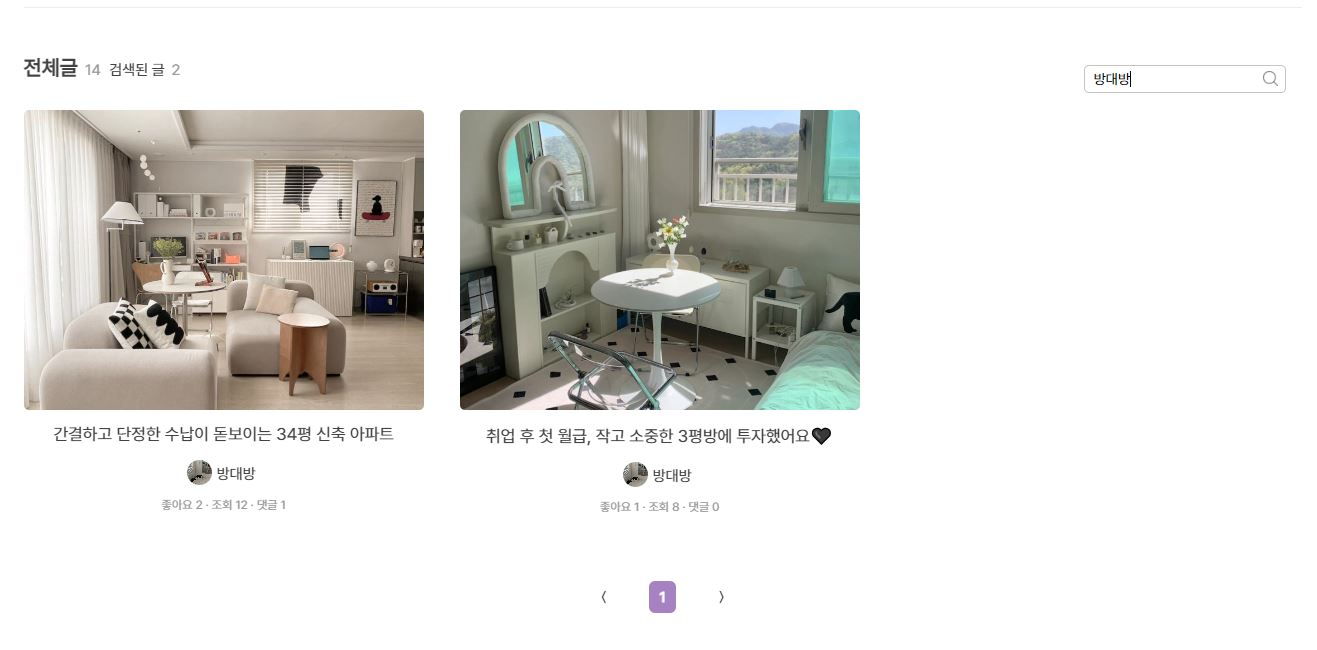 전체글 14 검색된 글 2
방대방
간결하고 단정한 수납이 돋보이는 34평 신축 아파트
방대방
좋아요 2 · 조회 12 · 댓글 1
취업 후 첫 월급, 작고 소중한 3평방에 투자했어요🖤
방대방
좋아요 1 · 조회 8 · 댓글 0
〈 1 〉